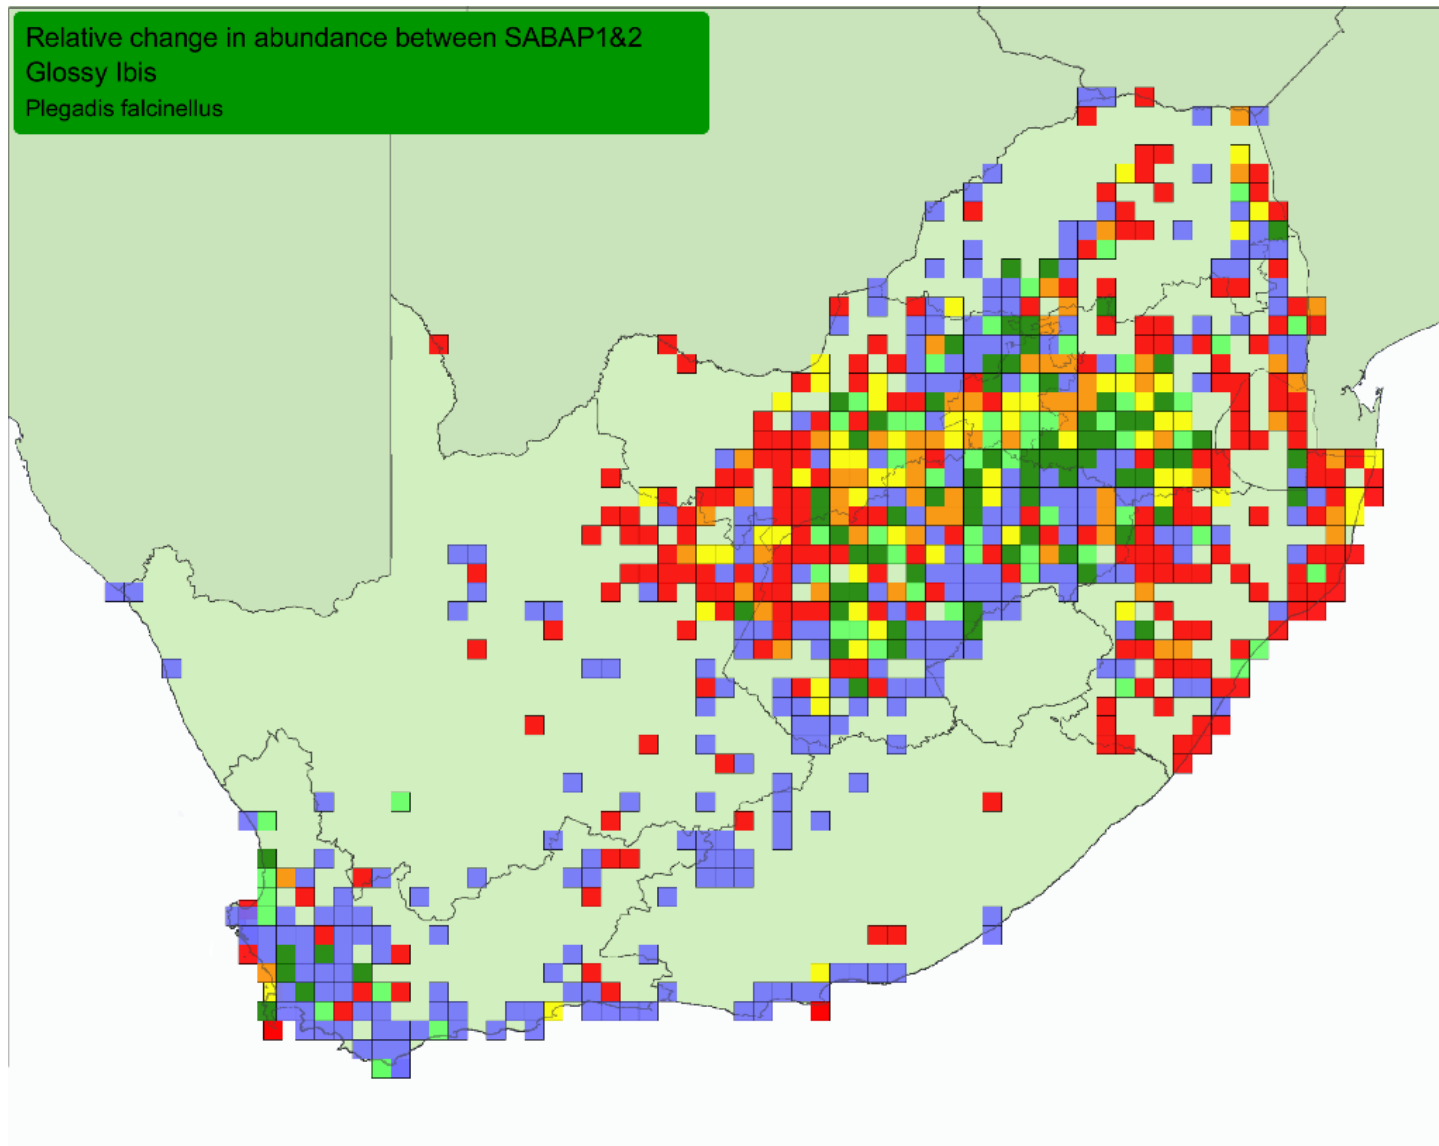 Relative change in abundance between SABAP1&2
Glossy Ibis
Plegadis falcinellus